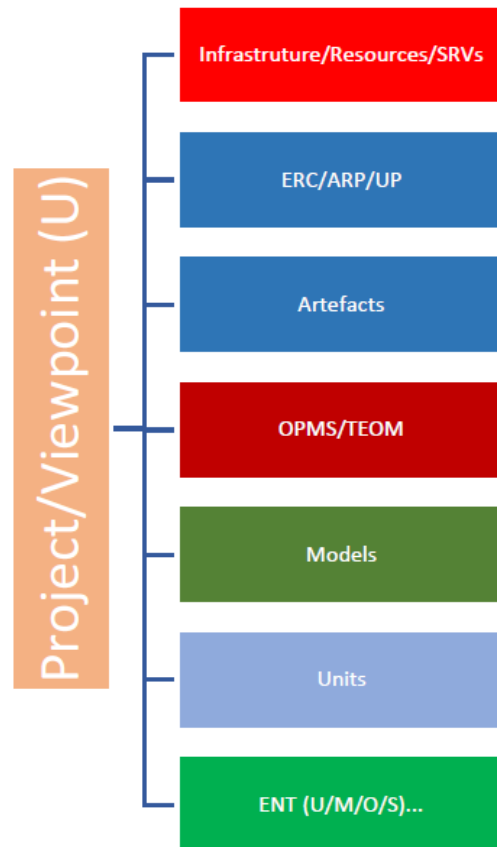 Project/Viewpoint (U)
Infrastruture/Resources/SRVs
ERC/ARP/UP
Artefacts
OPMS/TEOM
Models
Units
ENT (U/M/O/S)...